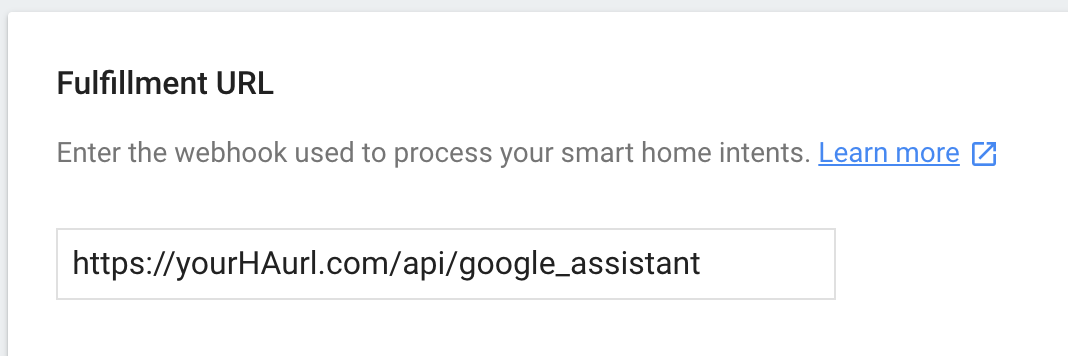 Fulfillment URL
Enter the webhook used to process your smart home intents. Learn more
https://yourHAurl.com/api/google_assistant